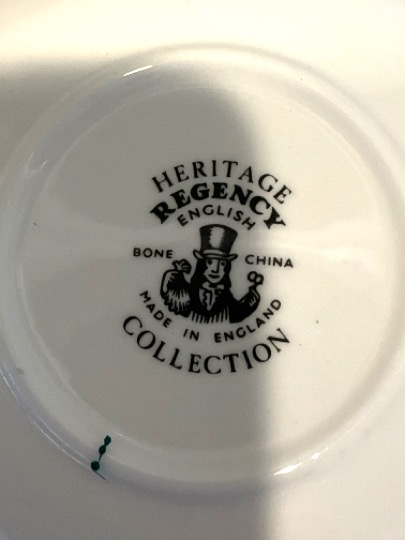 HERITAGE
REGENCY
ENGLISH
BONE CHINA
MADE IN ENGLAND
COLLECTION